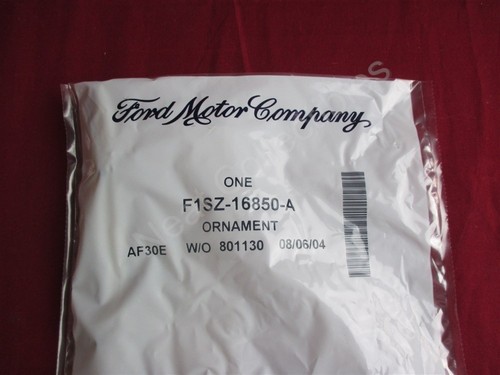 Ford Motor Company
ONE
F1SZ-16850-A
ORNAMENT
AF30E W/O 801130 08/06/04